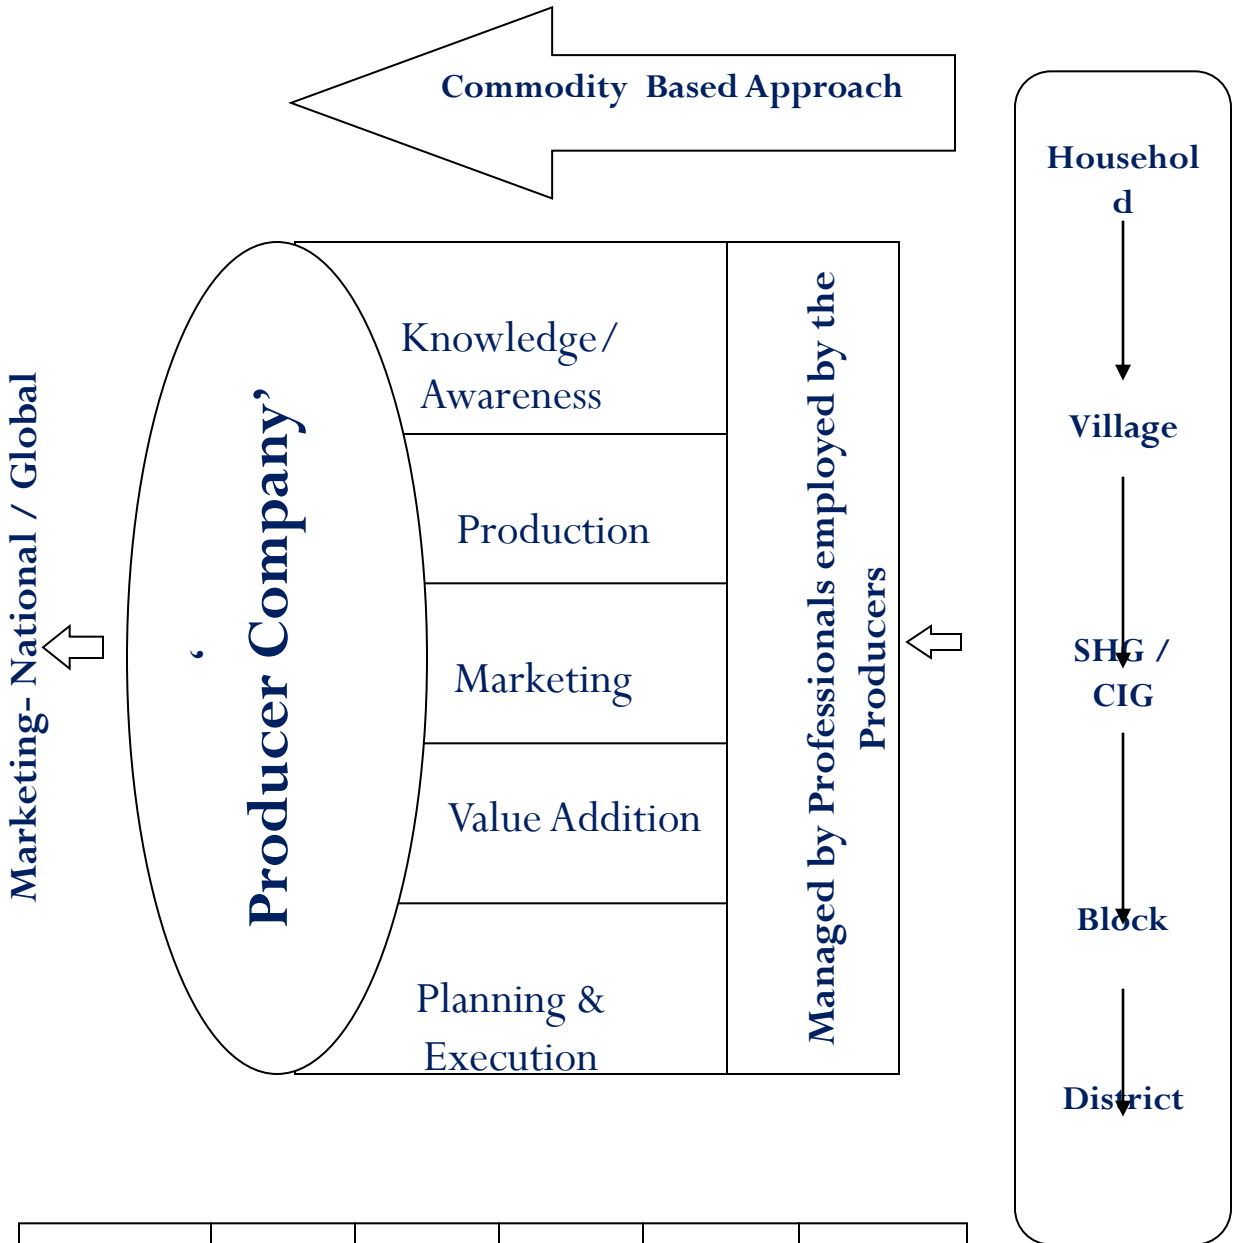 Commodity Based Approach
Househol
d
Village
SHG /
CIG
Block
District
Managed by Professionals employed by the
Producers
Knowledge/
Awareness
Production
Marketing
Value Addition
Planning &
Execution
‘
Producer Company’
Marketing- National / Global